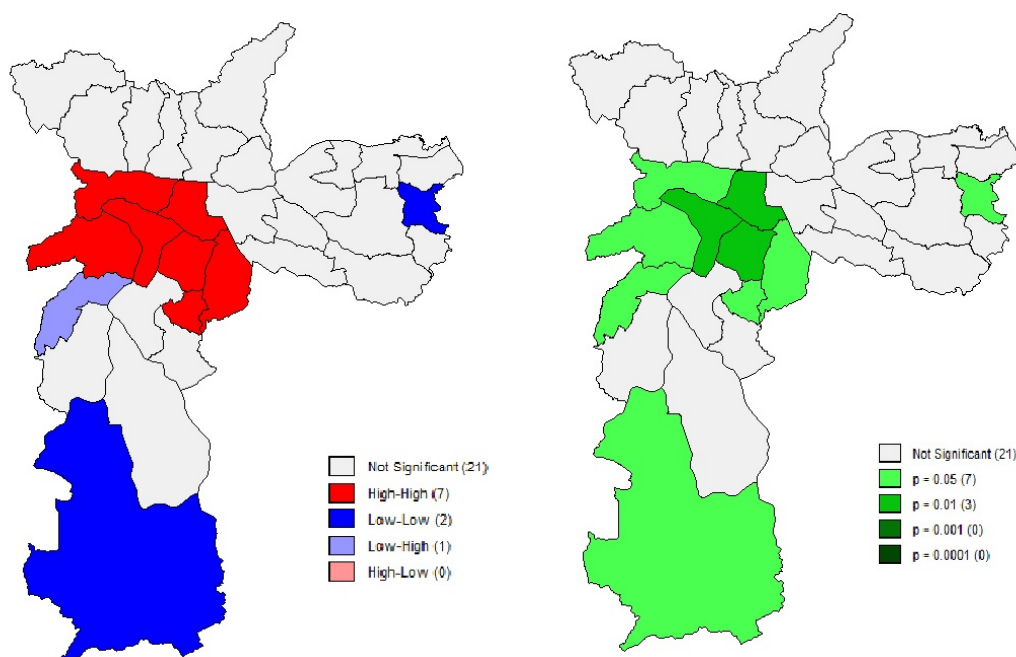 Not Significant (21)
High-High (7)
Low-Low (2)
Low-High (1)
High-Low (0)
Not Significant (21)
p = 0.05 (7)
p = 0.01 (3)
p = 0.001 (0)
p = 0.0001 (0)